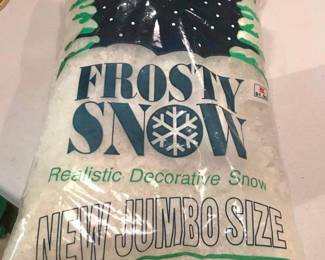 FROSTY
SNOW
Realistic Decorative Snow
NEW JUMBO SIZE